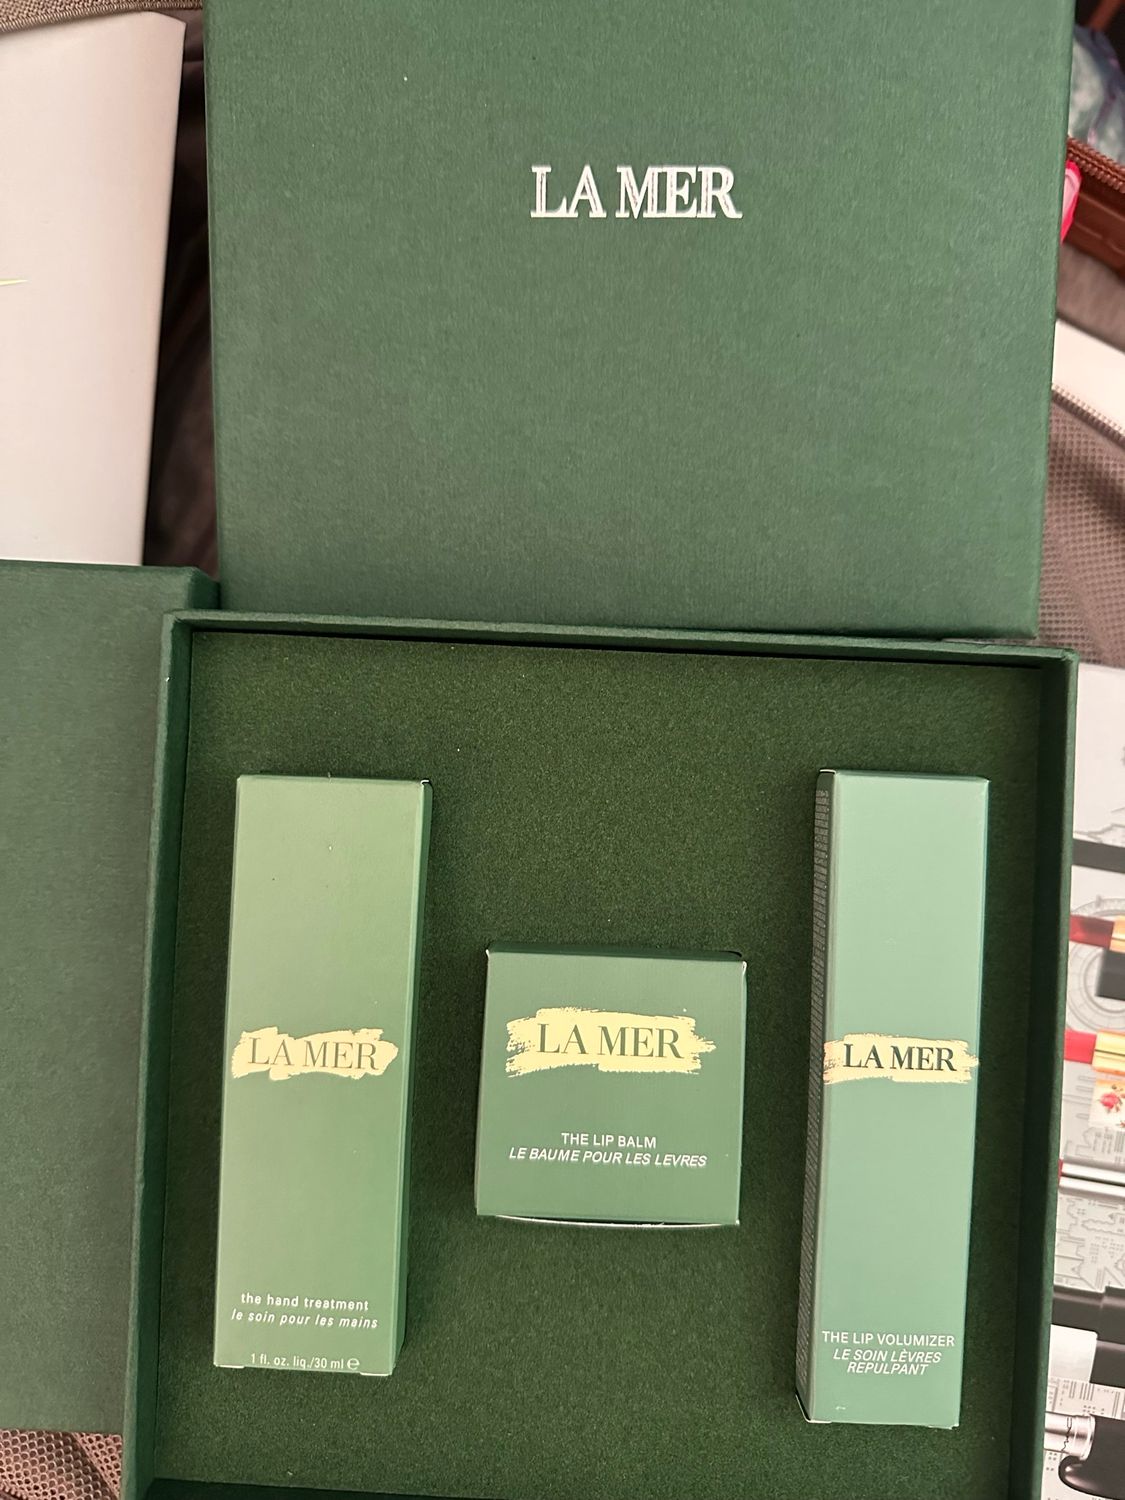 LA MER
LA MER
the hand treatment
le soin pour les mains
1 fl. oz. liq./30 ml ℮
LA MER
THE LIP BALM
LE BAUME POUR LES LEVRES
LA MER
THE LIP VOLUMIZER
LE SOIN LÈVRES
REPULPANT